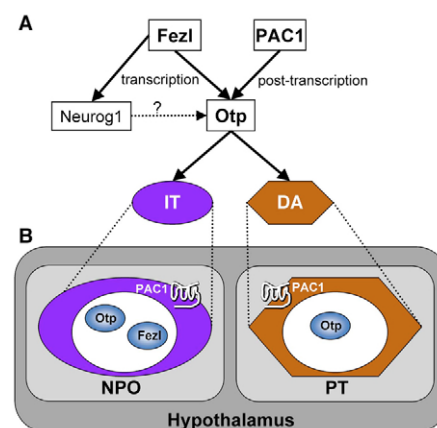 A
Fezl
PAC1
transcription
post-transcription
Neurog1
?
Otp
IT
DA
B
PAC1
PAC1
Otp
Fezl
Otp
NPO
PT
Hypothalamus